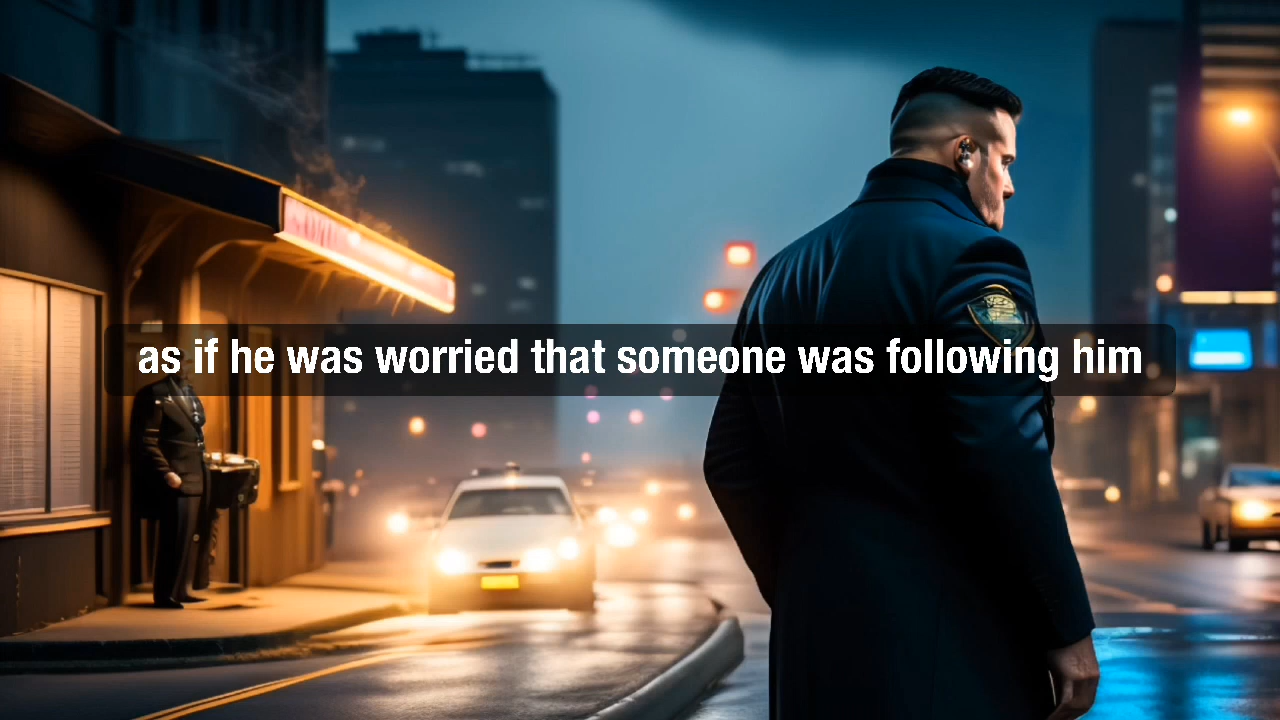 as if he was worried that someone was following him